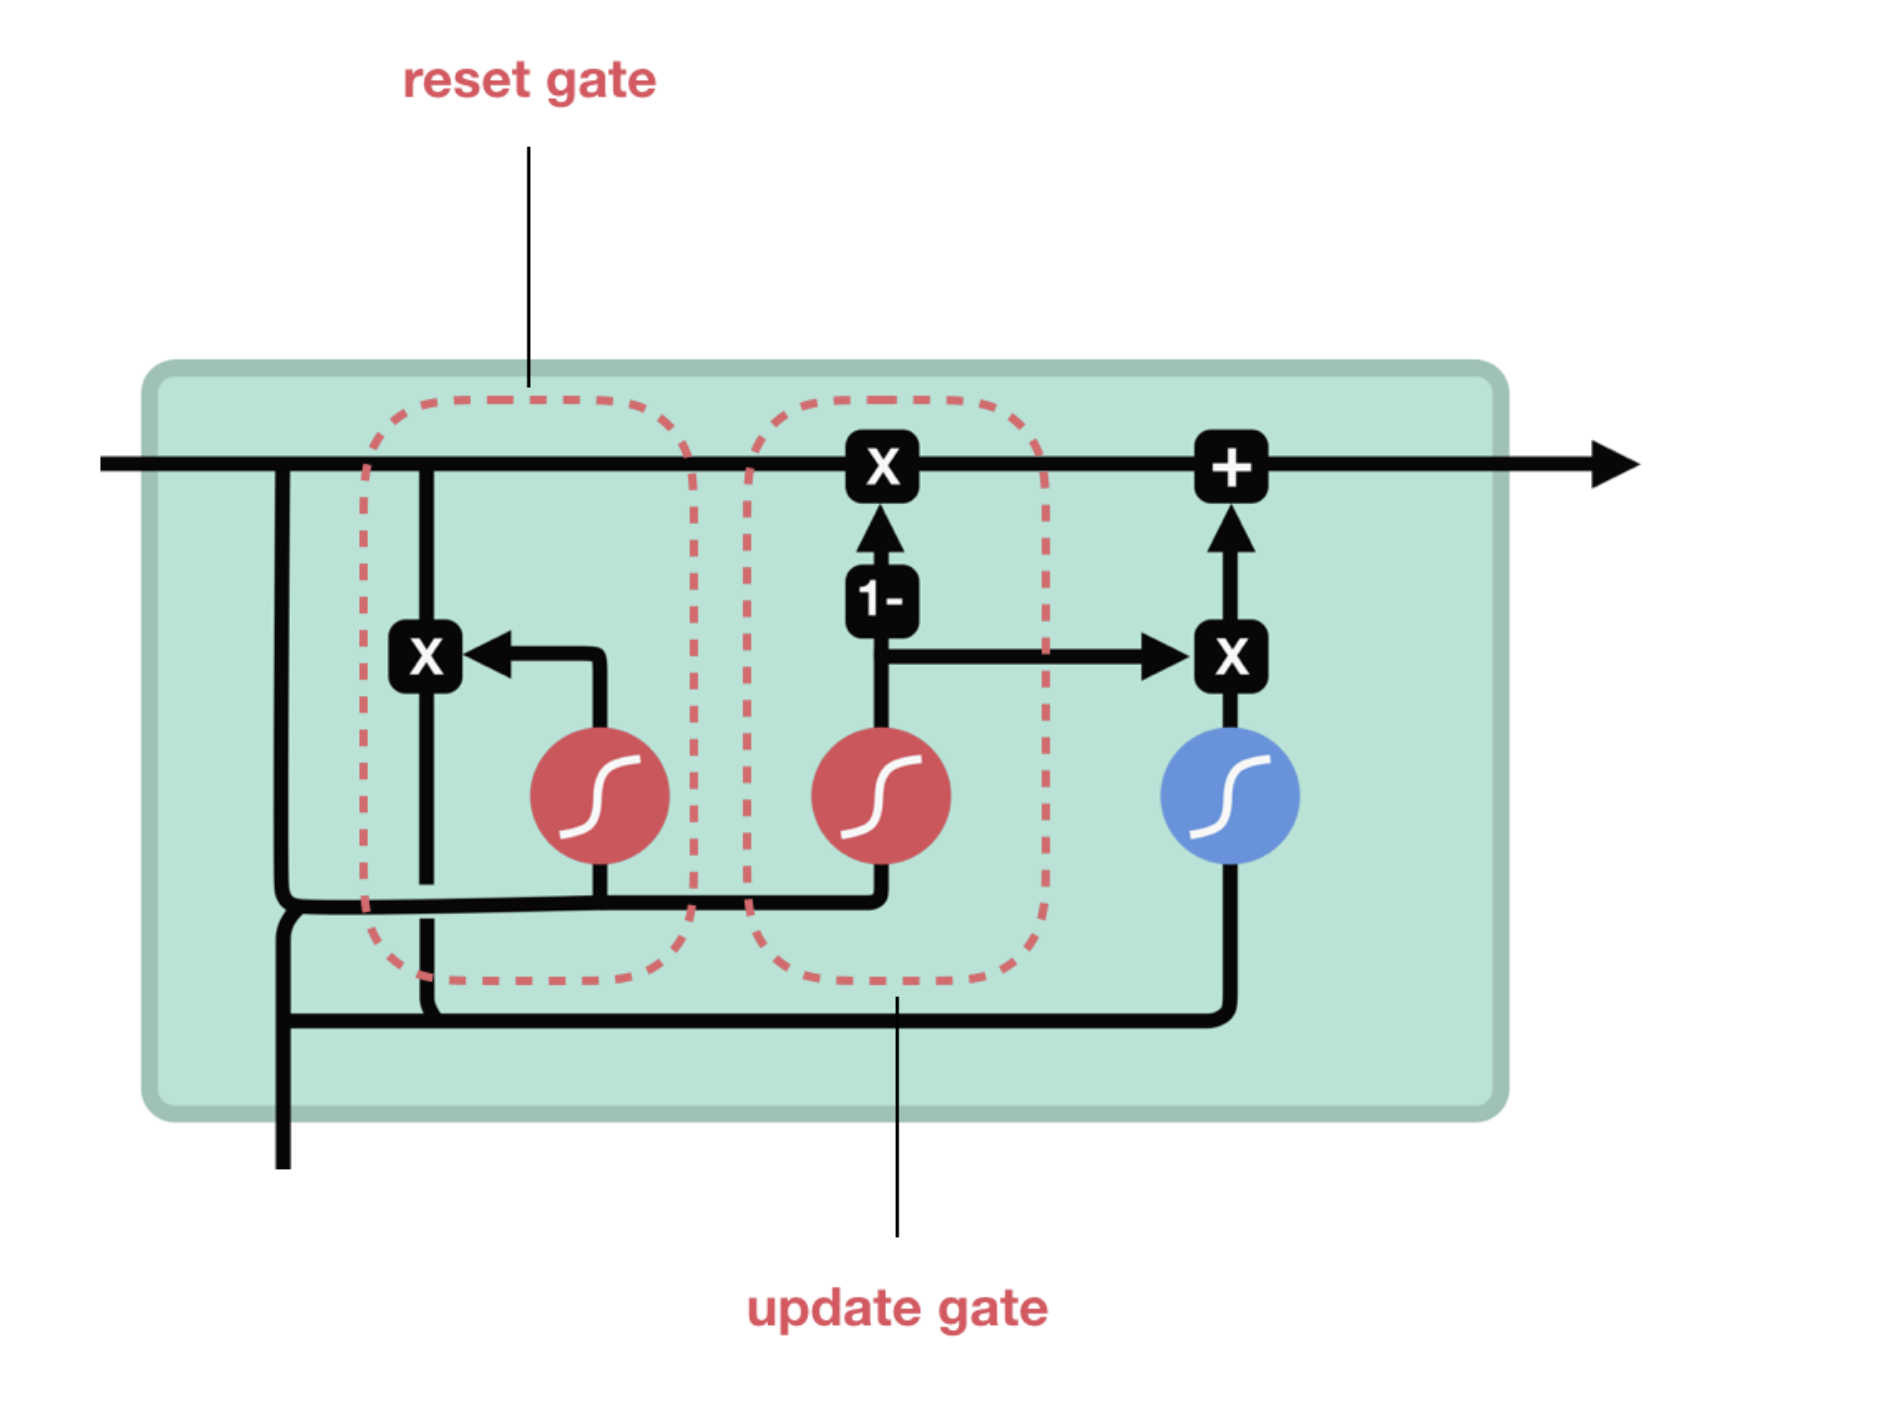 reset gate
X
+
1-
X
X
update gate